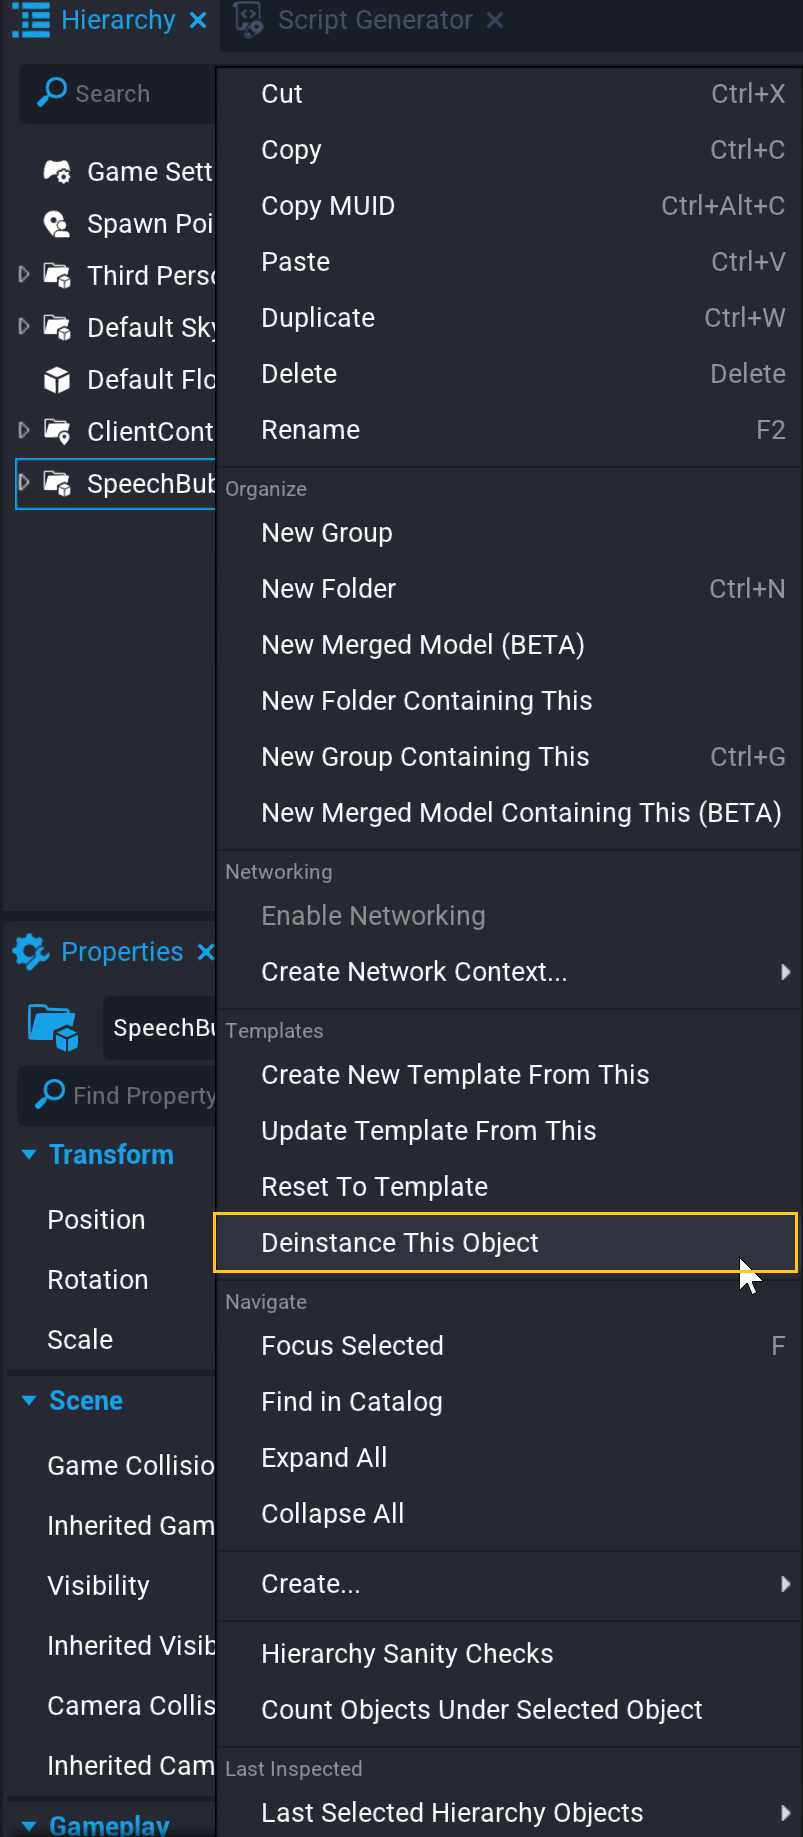 Hierarchy
Script Generator
Search
Game Sett
Spawn Poi
Third Perso
Default Sky
Default Flo
ClientCont
SpeechBub
Cut Ctrl+X
Copy Ctrl+C
Copy MUID Ctrl+Alt+C
Paste Ctrl+V
Duplicate Ctrl+W
Delete Delete
Rename F2
Organize
New Group
New Folder Ctrl+N
New Merged Model (BETA)
New Folder Containing This
New Group Containing This Ctrl+G
New Merged Model Containing This (BETA)
Networking
Enable Networking
Create Network Context...
Templates
Create New Template From This
Update Template From This
Reset To Template
Deinstance This Object
Navigate
Focus Selected F
Find in Catalog
Expand All
Collapse All
Create...
Hierarchy Sanity Checks
Count Objects Under Selected Object
Last Inspected
Last Selected Hierarchy Objects
Properties
SpeechBu
Find Property
Transform
Position
Rotation
Scale
Scene
Game Collisio
Inherited Gam
Visibility
Inherited Visib
Camera Collis
Inherited Cam
Gameplay